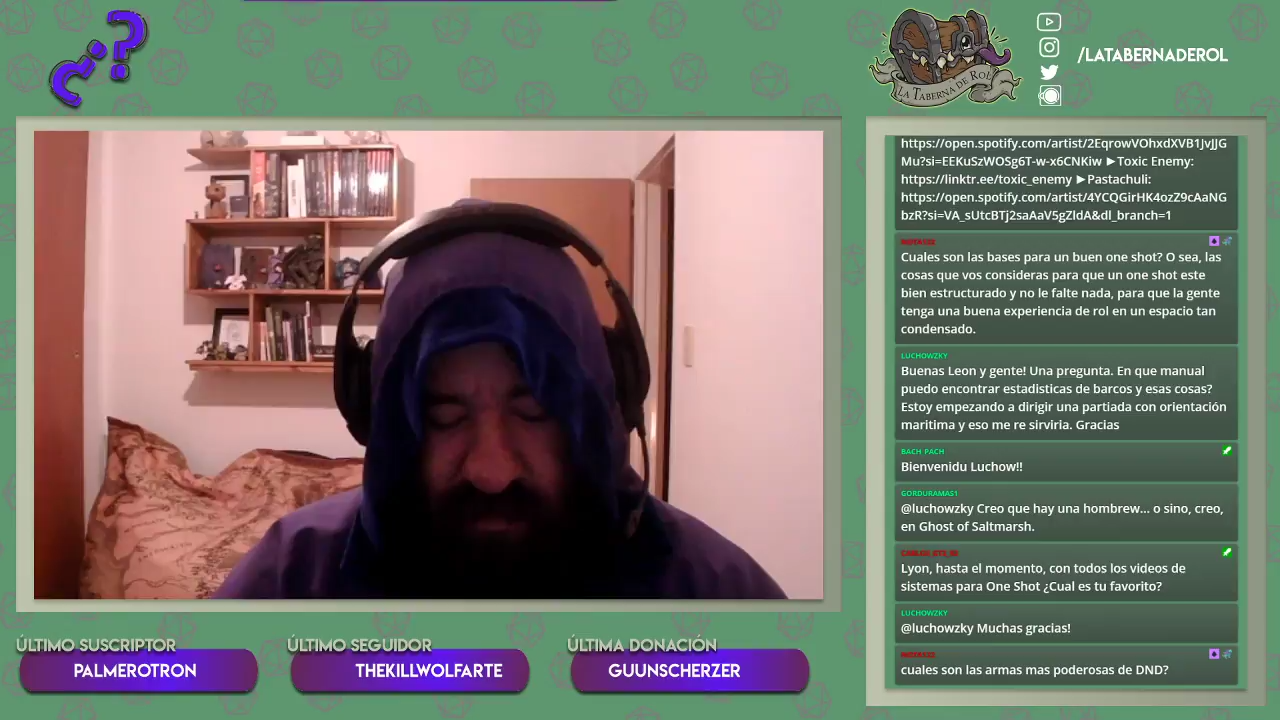 ¿?
LA TABERNA DE ROL
/LATABERNADEROL
https://open.spotify.com/artist/2EqrowVOhxdXVB1JvJJG
Mu?si=EEKuSzWOSg6T-w-x6CNKiw ►Toxic Enemy:
https://linktr.ee/toxic_enemy ►Pastachuli:
https://open.spotify.com/artist/4YCQGirHK4ozZ9cAaNG
bzR?si=VA_sUtcBTj2saAaV5gZldA&dl_branch=1
Cuales son las bases para un buen one shot? O sea, las
cosas que vos consideras para que un one shot este
bien estructurado y no le falte nada, para que la gente
tenga una buena experiencia de rol en un espacio tan
condensado.
LUCHOWZKY
Buenas Leon y gente! Una pregunta. En que manual
puedo encontrar estadisticas de barcos y esas cosas?
Estoy empezando a dirigir una partiada con orientación
maritima y eso me re sirviria. Gracias
BACH PACH
Bienvenidu Luchow!!
GORDURAMAS1
@luchowzky Creo que hay una hombrew... o sino, creo,
en Ghost of Saltmarsh.
Lyon, hasta el momento, con todos los videos de
sistemas para One Shot ¿Cual es tu favorito?
LUCHOWZKY
@luchowzky Muchas gracias!
cuales son las armas mas poderosas de DND?
ÚLTIMO SUSCRIPTOR
PALMEROTRON
ÚLTIMO SEGUIDOR
THEKILLWOLFARTE
ÚLTIMA DONACIÓN
GUUNSCHERZER